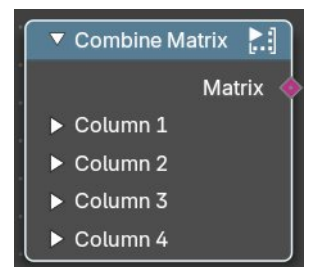 Combine Matrix
Matrix
Column 1
Column 2
Column 3
Column 4